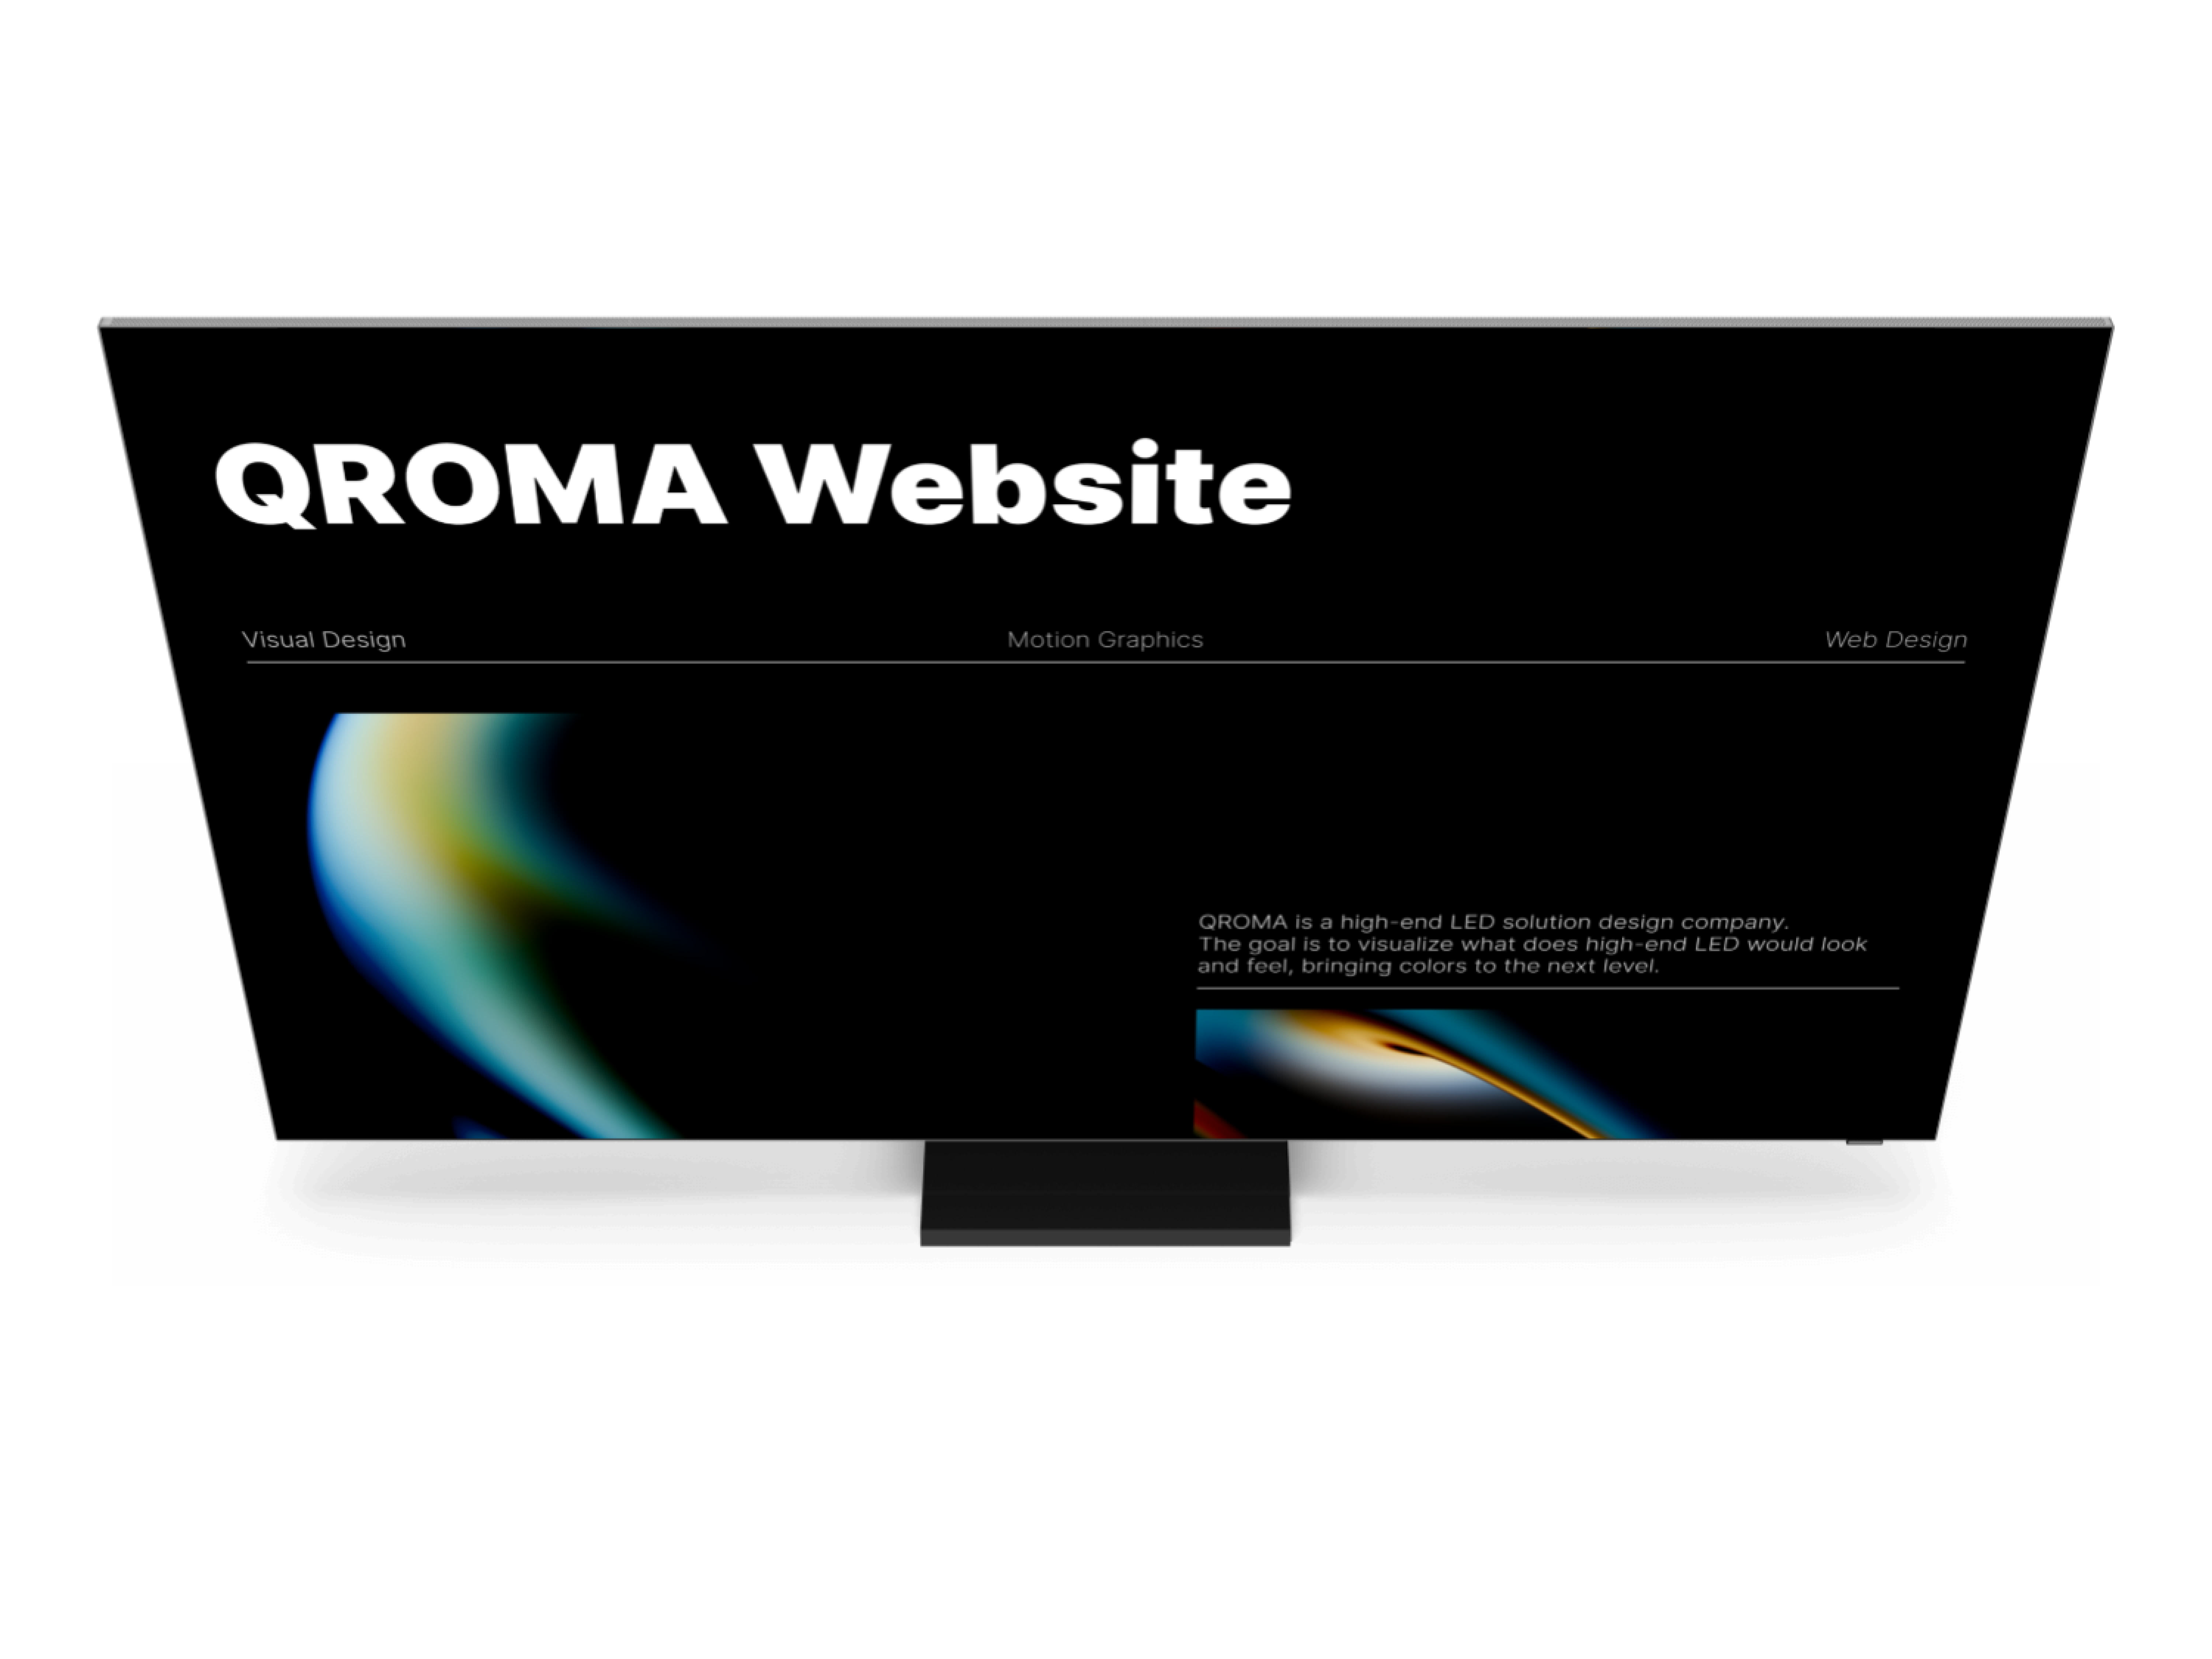 QROMA Website
Visual Design
Motion Graphics
Web Design
QROMA is a high-end LED solution design company.
The goal is to visualize what does high-end LED would look
and feel, bringing colors to the next level.